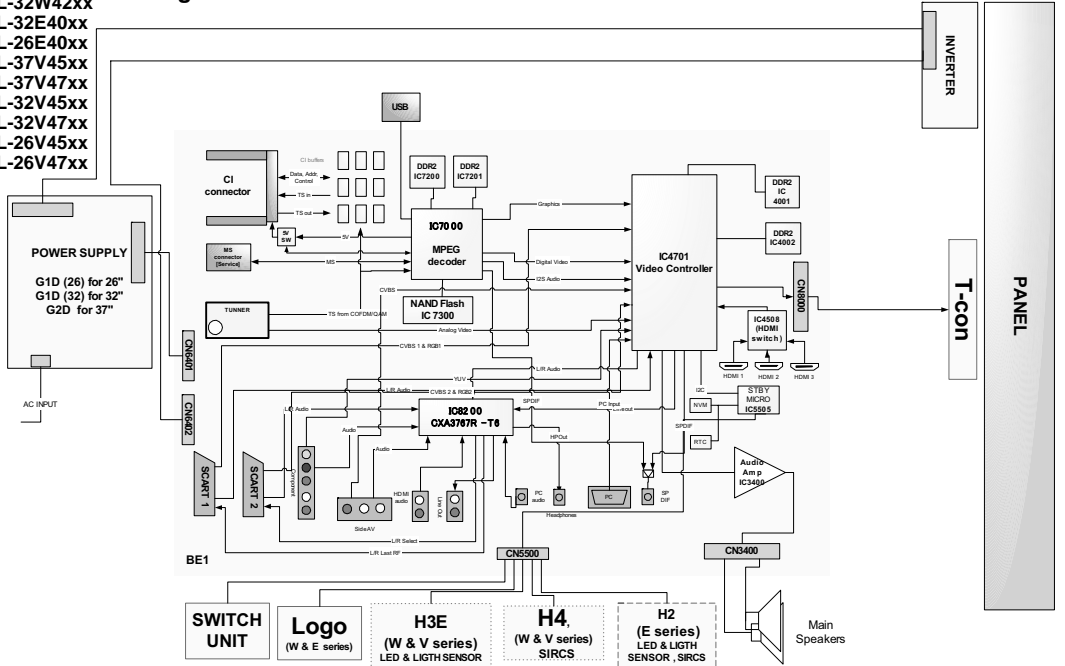 L-32W42xx
L-32E40xx
L-26E40xx
L-37V45xx
L-37V47xx
L-32V45xx
L-32V47xx
L-26V45xx
L-26V47xx
INVERTER
PANEL
T-con
USB
CI
connector
CI buffers
Data, Addr,
Control
TS in
TS out
5V
SW
5V
MS
connector
[Service]
MS
DDR2
IC7200
DDR2
IC7201
IC7000
MPEG
decoder
NAND Flash
IC 7300
Graphics
Digital Video
I2S Audio
CVBS
IC4701
Video Controller
DDR2
IC
4001
DDR2
IC4002
CN8000
IC4508
(HDMI
switch)
HDMI 1
HDMI 2
HDMI 3
POWER SUPPLY
G1D (26) for 26"
G1D (32) for 32"
G2D for 37"
AC INPUT
CN6401
CN6402
TUNNER
TS from COFDM/QAM
Analog Video
CVBS 1 & RGB1
YUV
L/R Audio
L/R Audio
CVBS 2 & RGB2
SPDIF
PC Input
I2C
STBY
MICRO
IC5505
NVM
RTC
SPDIF
L/R Audio
Audio
Audio
IC8200
CXA3767R -T6
HPOut
SCART 1
SCART 2
Component
SideAV
HDMI
audio
Line Out
PC
audio
Headphones
PC
SP
DIF
Audio
Amp
IC3400
L/R Select
L/R Last RF
BE1
CN5500
CN3400
SWITCH
UNIT
Logo
(W & E series)
H3E
(W & V series)
LED & LIGTH SENSOR
H4,
(W & V series)
SIRCS
H2
(E series)
LED & LIGTH
SENSOR , SIRCS
Main
Speakers